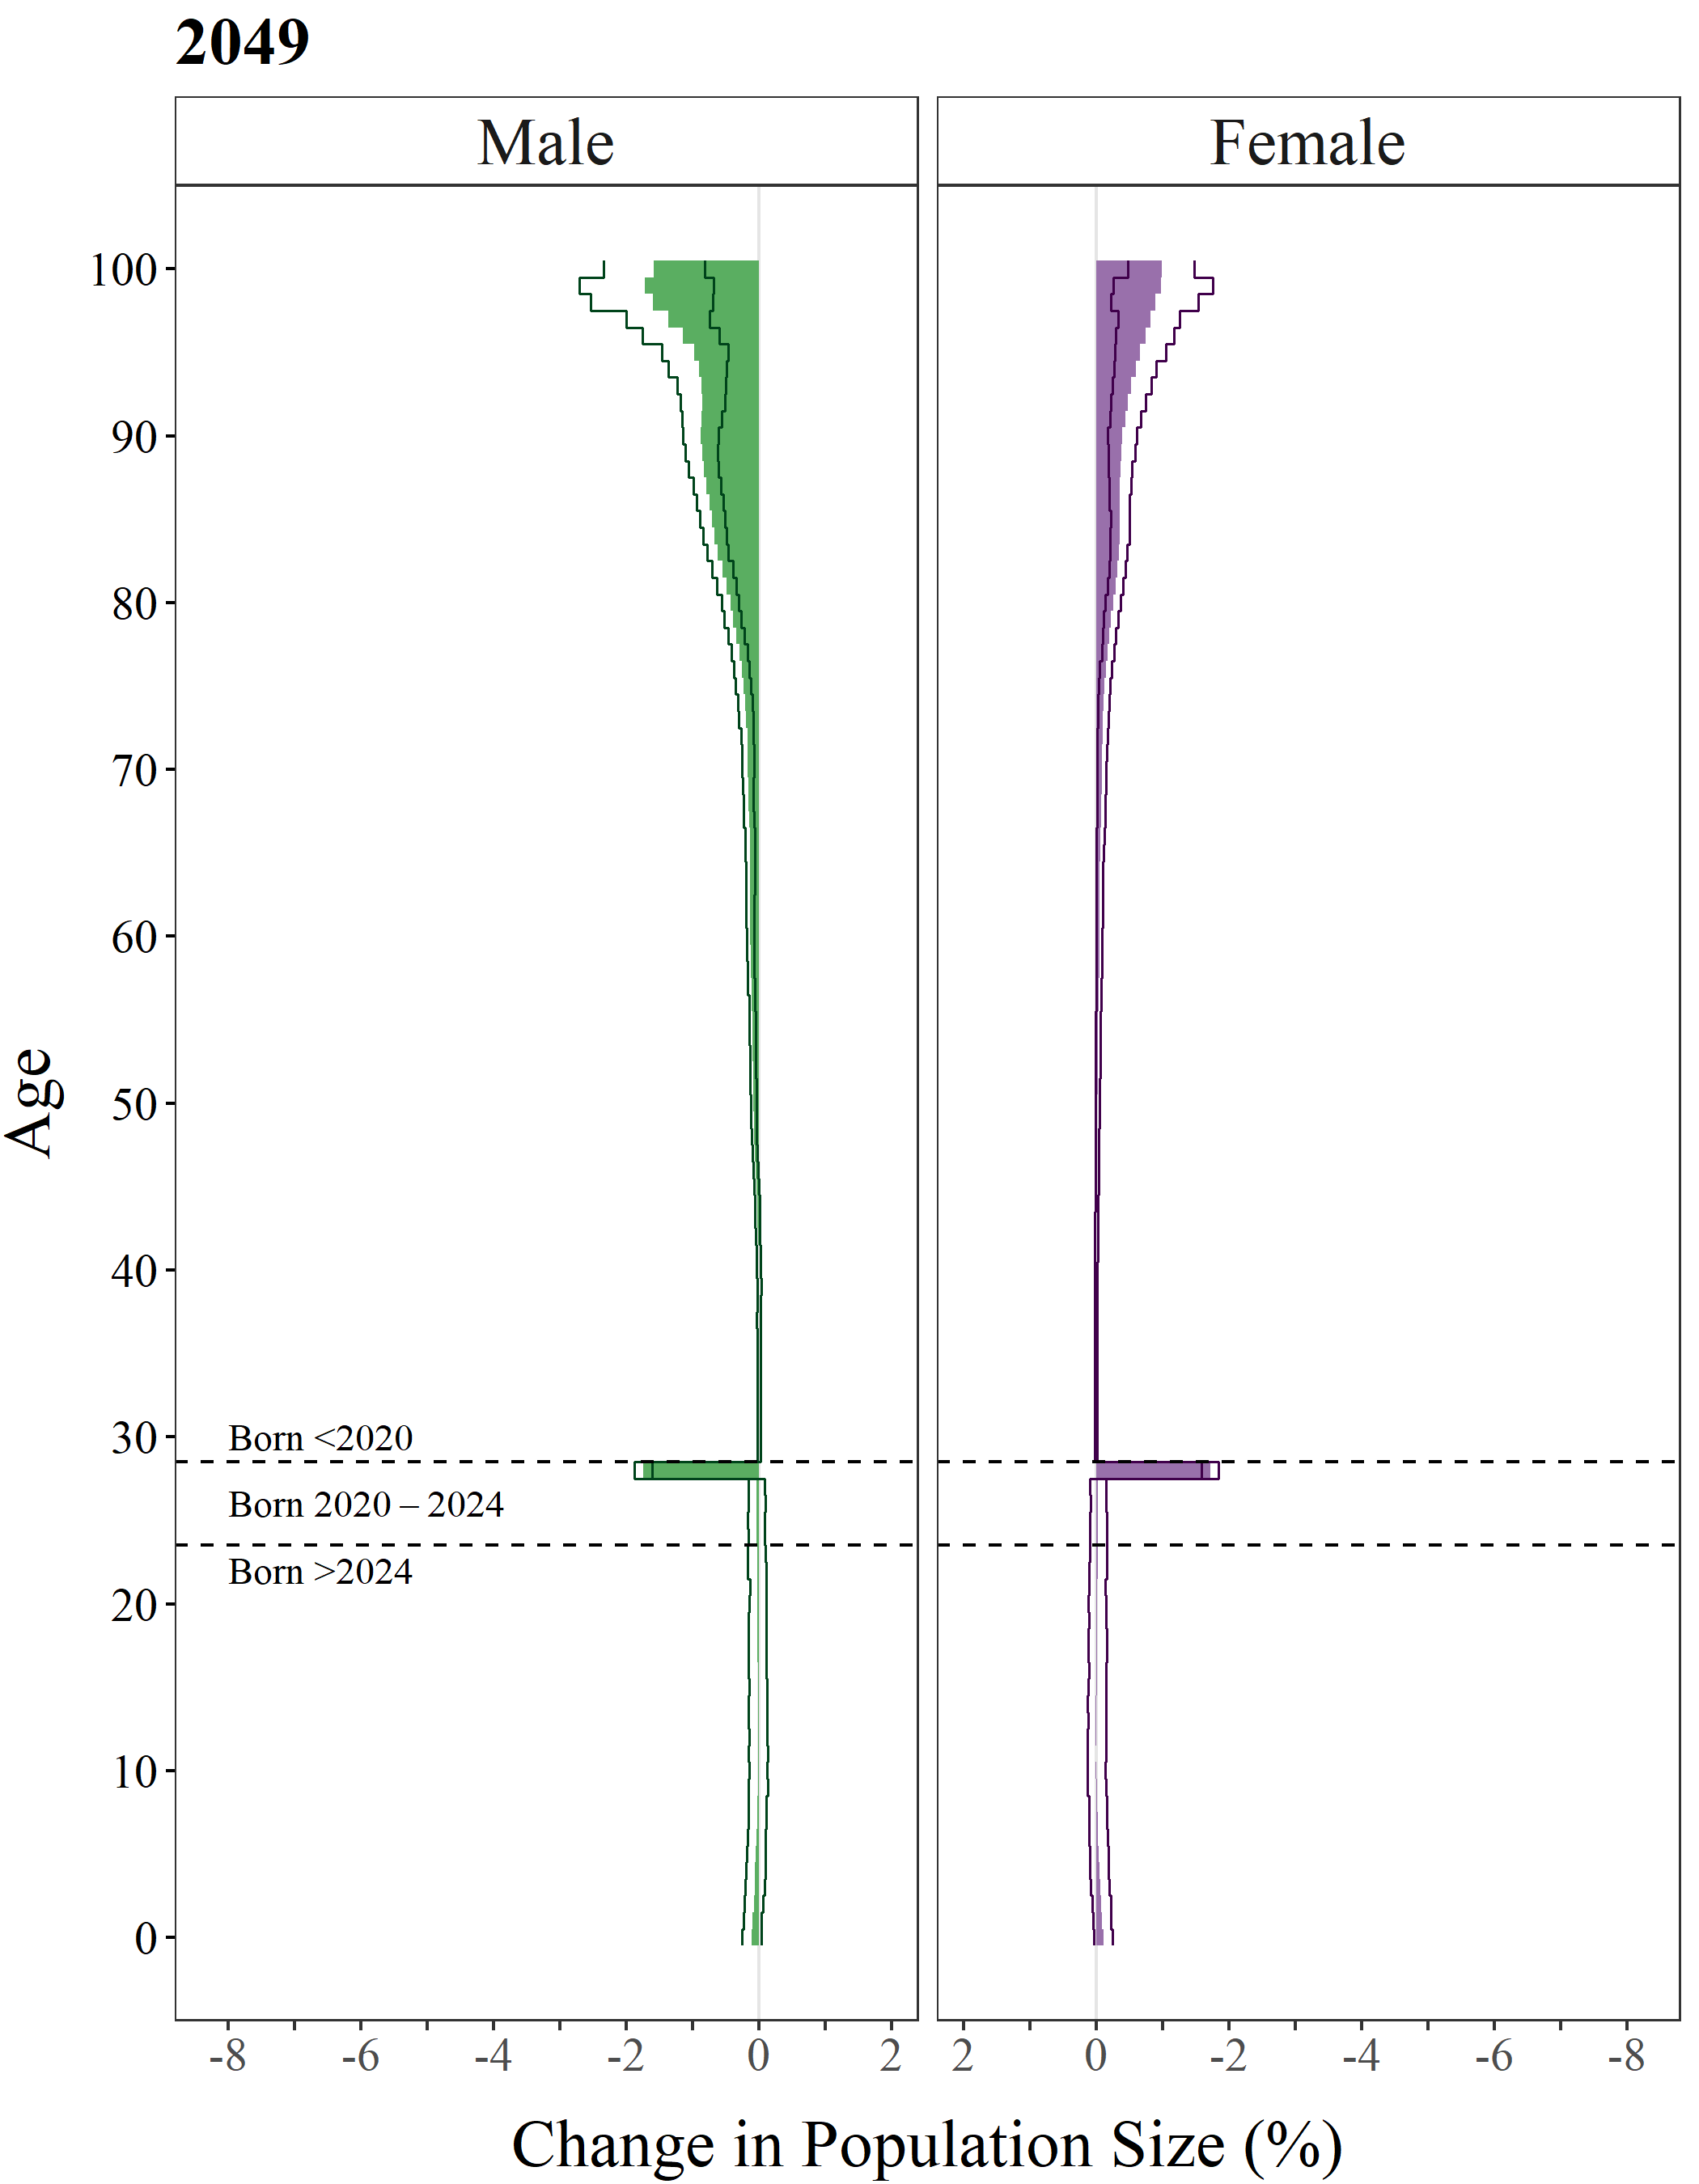 2049
Male
Female
100
90
80
70
60
50
40
30
20
10
0
Age
Born <2020
Born 2020 – 2024
Born >2024
-8 -6 -4 -2 0 2
2 0 -2 -4 -6 -8
Change in Population Size (%)